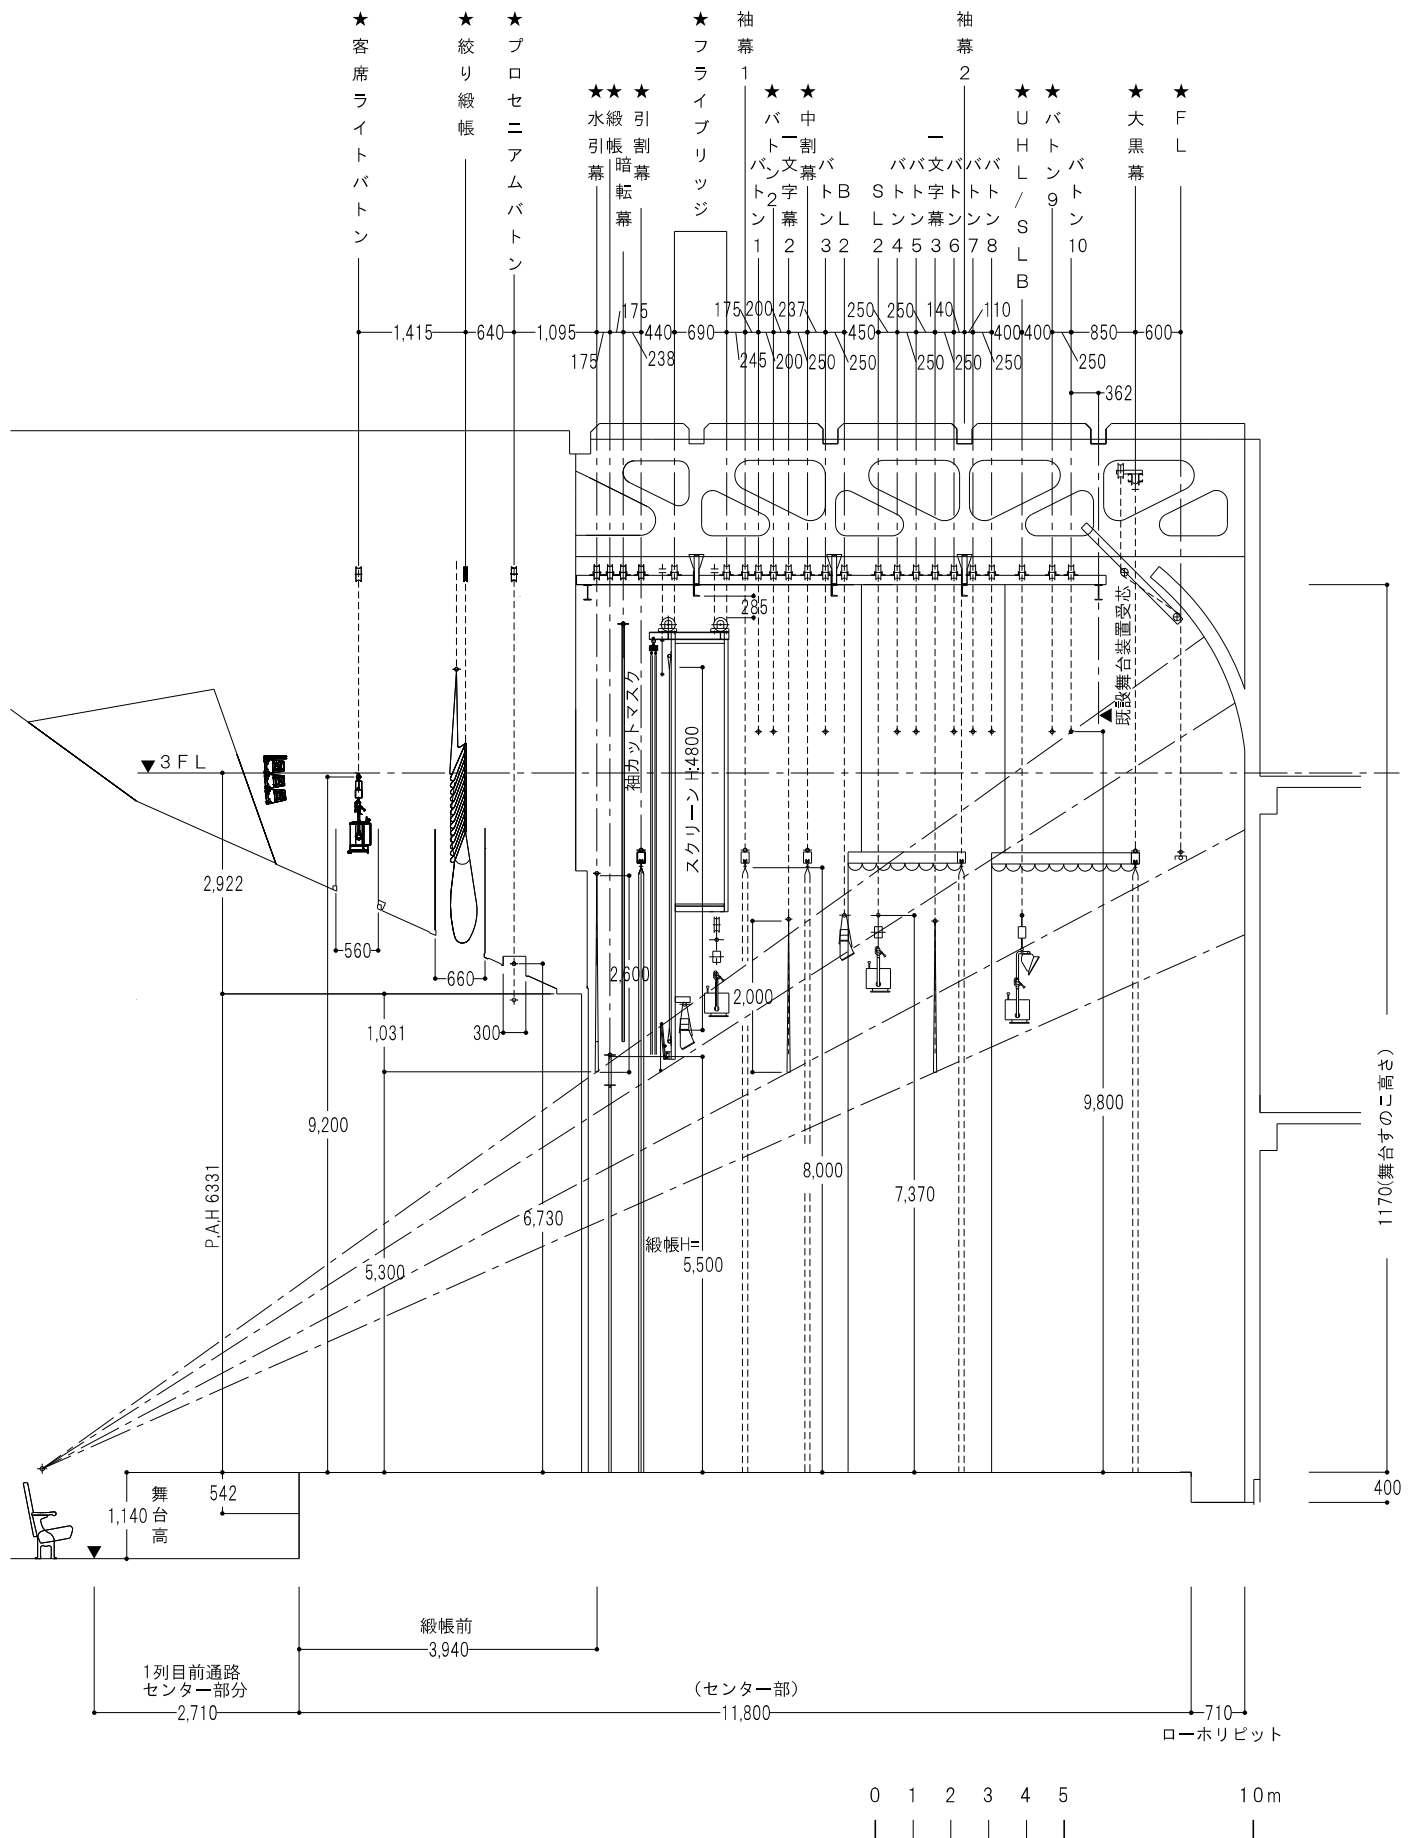 ★客席ライトバトン
★絞り緞帳
★プロセニアムバトン
★水引幕
★緞帳
暗転幕
★引割幕
★フライブリッジ
袖幕1
バトン1
★バトン2
一文字幕2
★中割幕
バトン3
BL2
SL2
バトン4
バトン5
一文字幕3
バトン6
袖幕2
バトン7
バトン8
★UHL/SLB
★バトン9
バトン10
★大黒幕
★FL
175
175
200
237
250
250
140
110
1,415
640
1,095
440
690
450
400
400
850
600
175
238
245
200
250
250
250
250
250
250
362
285
既設舞台装置受芯
袖カットマスク
スクリーン H:4800
▼3FL
2,922
560
660
300
1,031
2,600
2,000
9,200
9,800
P,A,H 6331
8,000
7,370
6,730
緞帳H=
5,500
5,300
1170(舞台すのこ高さ)
400
542
1,140
舞台高
緞帳前
3,940
1列目前通路
センター部分
2,710
(センター部)
11,800
710
ローホリピット
0 1 2 3 4 5 10m